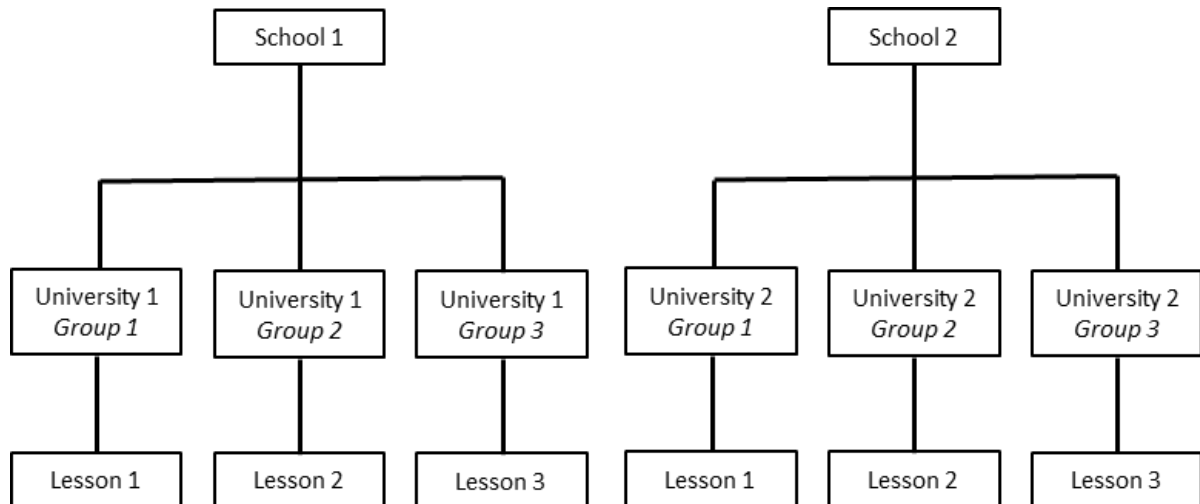 School 1
School 2
University 1
Group 1
University 1
Group 2
University 1
Group 3
University 2
Group 1
University 2
Group 2
University 2
Group 3
Lesson 1
Lesson 2
Lesson 3
Lesson 1
Lesson 2
Lesson 3